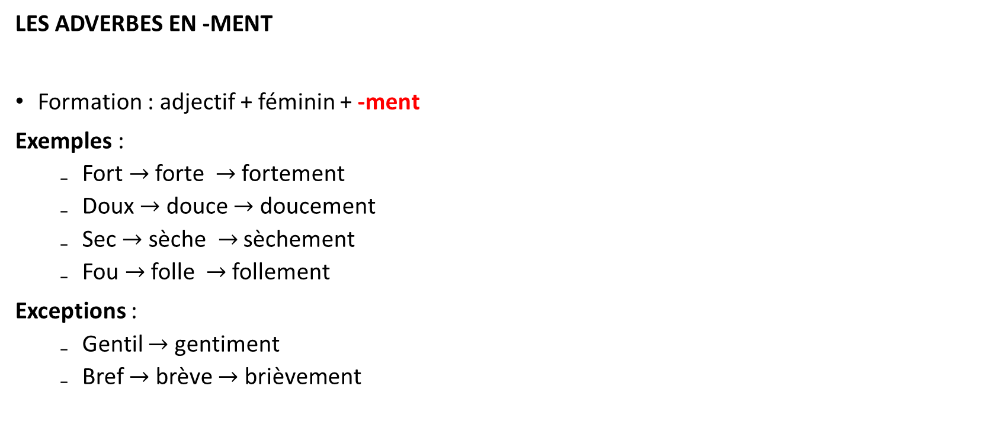 LES ADVERBES EN -MENT
• Formation : adjectif + féminin + -ment
Exemples :
- Fort → forte → fortement
- Doux → douce → doucement
- Sec → sèche → sèchement
- Fou → folle → follement
Exceptions :
- Gentil → gentiment
- Bref → brève → brièvement